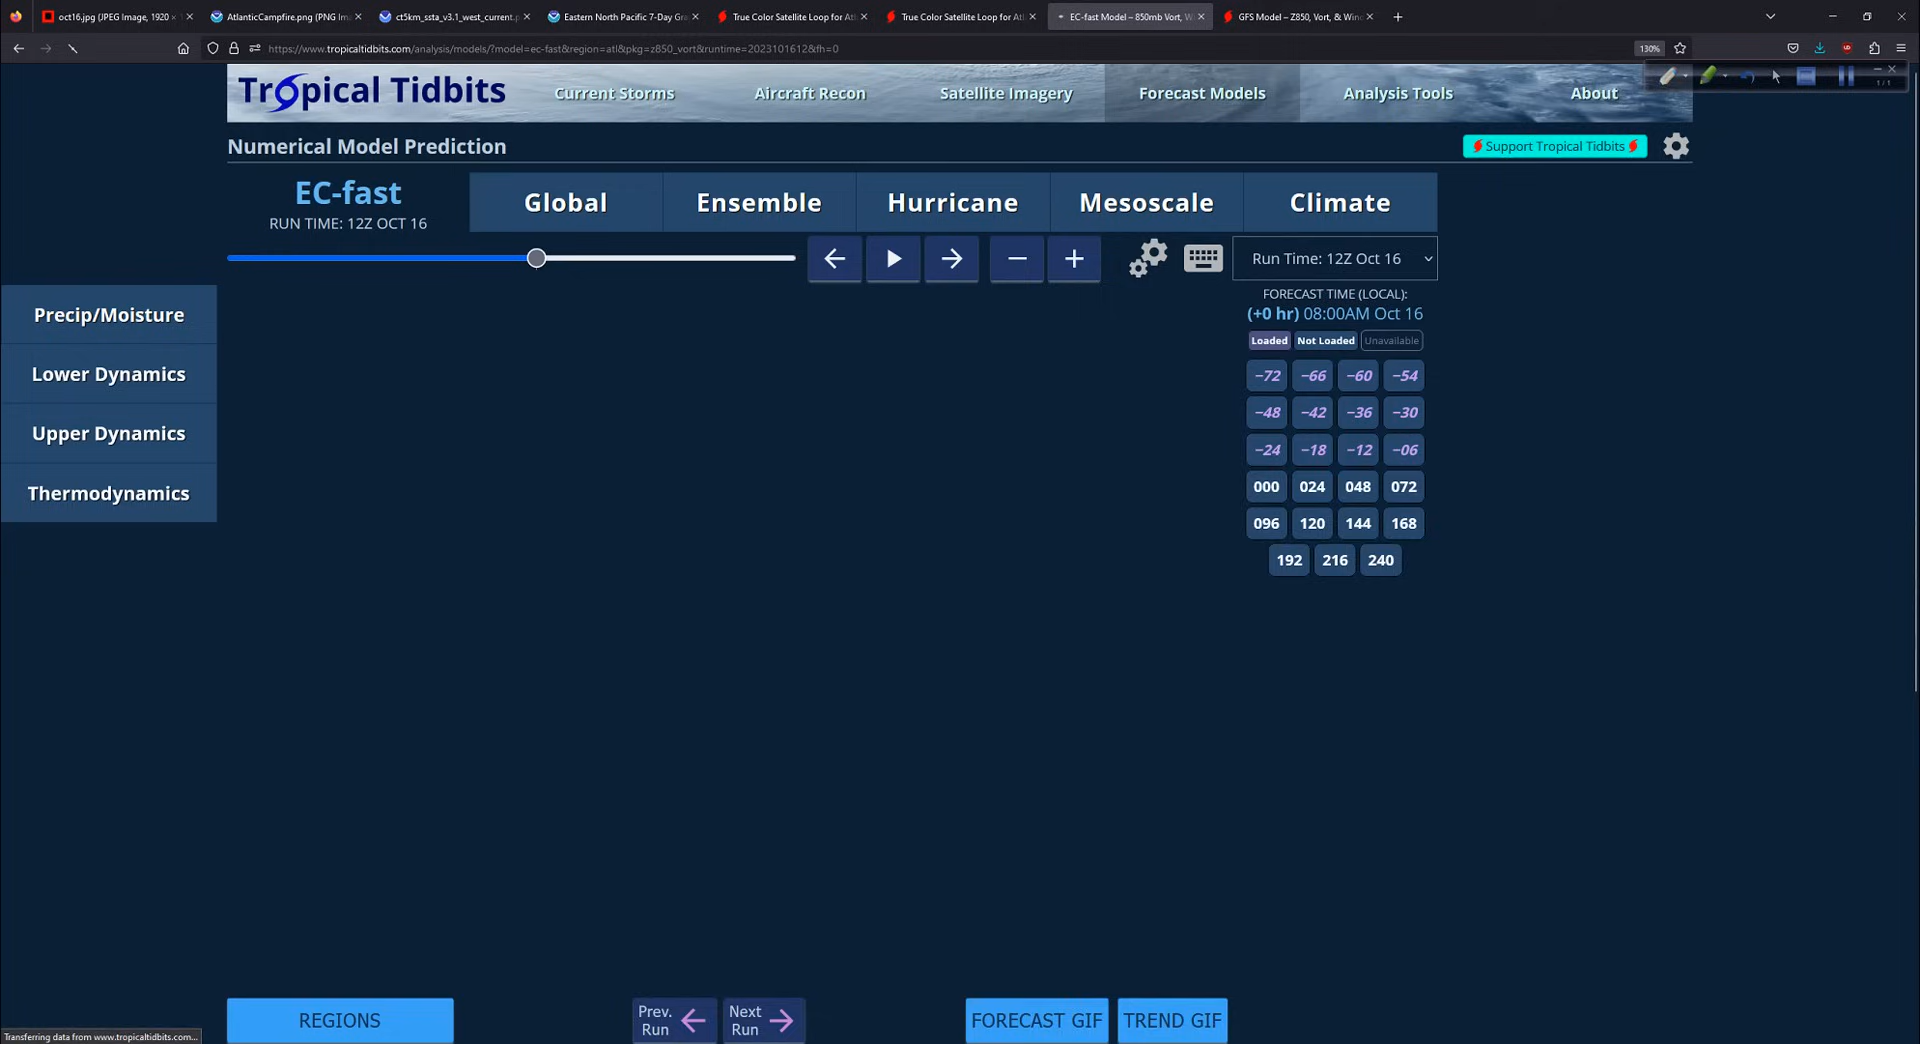 oct16.jpg (JPEG Image, 1920 ×
AtlanticCampfire.png (PNG Ima
ct5km_ssta_v3.1_west_current.p
Eastern North Pacific 7-Day Gra
True Color Satellite Loop for Atl
True Color Satellite Loop for Atl
EC-fast Model – 850mb Vort, W
GFS Model – Z850, Vort, & Wind
https://www.tropicaltidbits.com/analysis/models/?model=ec-fast&region=atl&pkg=z850_vort&runtime=2023101612&fh=0
130%
1/1
Tropical Tidbits
Current Storms
Aircraft Recon
Satellite Imagery
Forecast Models
Analysis Tools
About
Numerical Model Prediction
Support Tropical Tidbits
EC-fast
RUN TIME: 12Z OCT 16
Global
Ensemble
Hurricane
Mesoscale
Climate
Run Time: 12Z Oct 16
FORECAST TIME (LOCAL):
(+0 hr) 08:00AM Oct 16
Loaded Not Loaded Unavailable
−72 −66 −60 −54
−48 −42 −36 −30
−24 −18 −12 −06
000 024 048 072
096 120 144 168
192 216 240
Precip/Moisture
Lower Dynamics
Upper Dynamics
Thermodynamics
REGIONS
Prev.
Run
Next
Run
FORECAST GIF
TREND GIF
Transferring data from www.tropicaltidbits.com...